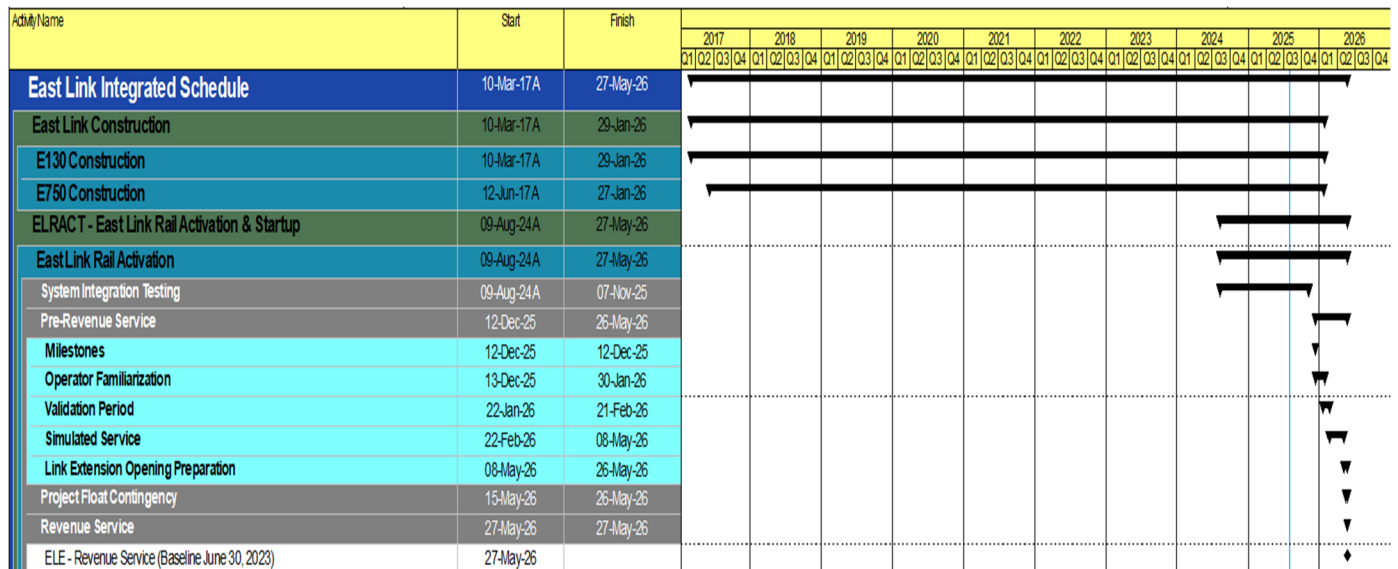 Activity Name Start Finish
2017 2018 2019 2020 2021 2022 2023 2024 2025 2026
Q1 Q2 Q3 Q4 Q1 Q2 Q3 Q4 Q1 Q2 Q3 Q4 Q1 Q2 Q3 Q4 Q1 Q2 Q3 Q4 Q1 Q2 Q3 Q4 Q1 Q2 Q3 Q4 Q1 Q2 Q3 Q4 Q1 Q2 Q3 Q4 Q1 Q2 Q3 Q4
East Link Integrated Schedule 10-Mar-17A 27-May-26
East Link Construction 10-Mar-17A 29-Jan-26
E130 Construction 10-Mar-17A 29-Jan-26
E750 Construction 12-Jun-17A 27-Jan-26
ELRACT - East Link Rail Activation & Startup 09-Aug-24A 27-May-26
East Link Rail Activation 09-Aug-24A 27-May-26
System Integration Testing 09-Aug-24A 07-Nov-25
Pre-Revenue Service 12-Dec-25 26-May-26
Milestones 12-Dec-25 12-Dec-25
Operator Familiarization 13-Dec-25 30-Jan-26
Validation Period 22-Jan-26 21-Feb-26
Simulated Service 22-Feb-26 08-May-26
Link Extension Opening Preparation 08-May-26 26-May-26
Project Float Contingency 15-May-26 26-May-26
Revenue Service 27-May-26 27-May-26
ELE - Revenue Service (Baseline June 30, 2023) 27-May-26